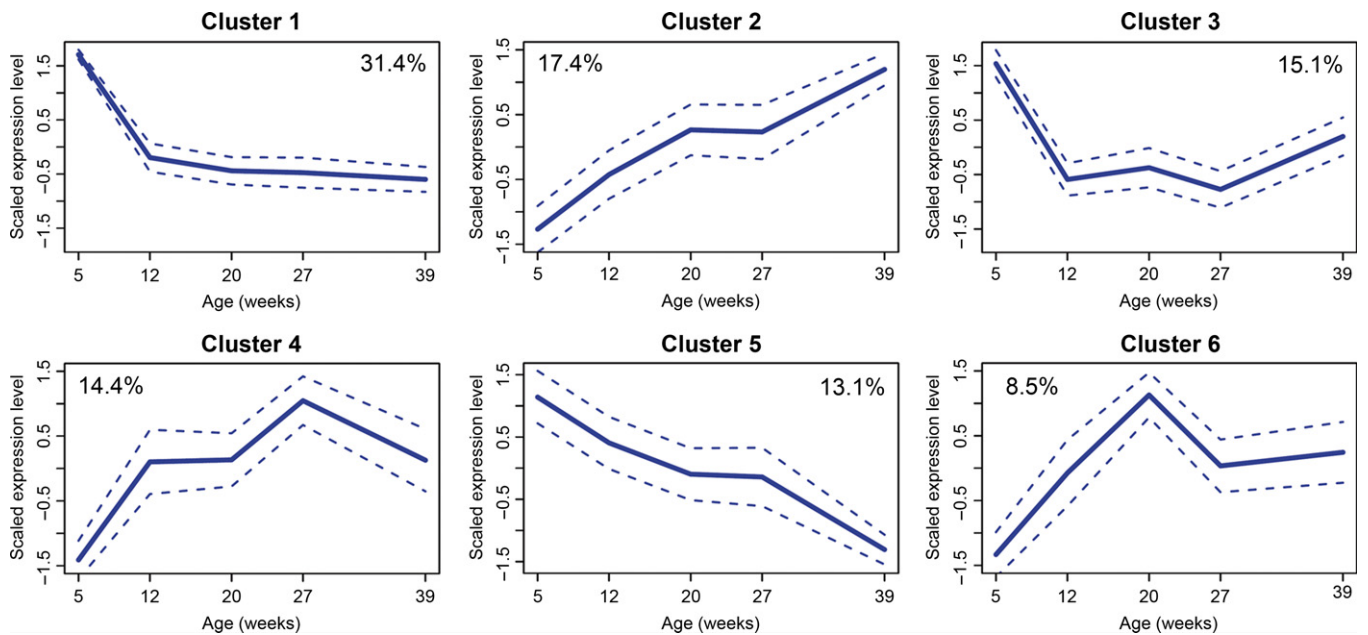 Cluster 1
Scaled expression level
1.5
0.5
−0.5
−1.5
31.4%
5 12 20 27 39
Age (weeks)
Cluster 2
Scaled expression level
1.5
0.5
−0.5
−1.5
17.4%
5 12 20 27 39
Age (weeks)
Cluster 3
Scaled expression level
1.5
0.5
−0.5
−1.5
15.1%
5 12 20 27 39
Age (weeks)
Cluster 4
Scaled expression level
1.5
0.5
−0.5
−1.5
14.4%
5 12 20 27 39
Age (weeks)
Cluster 5
Scaled expression level
1.5
0.5
−0.5
−1.5
13.1%
5 12 20 27 39
Age (weeks)
Cluster 6
Scaled expression level
1.5
0.5
−0.5
−1.5
8.5%
5 12 20 27 39
Age (weeks)